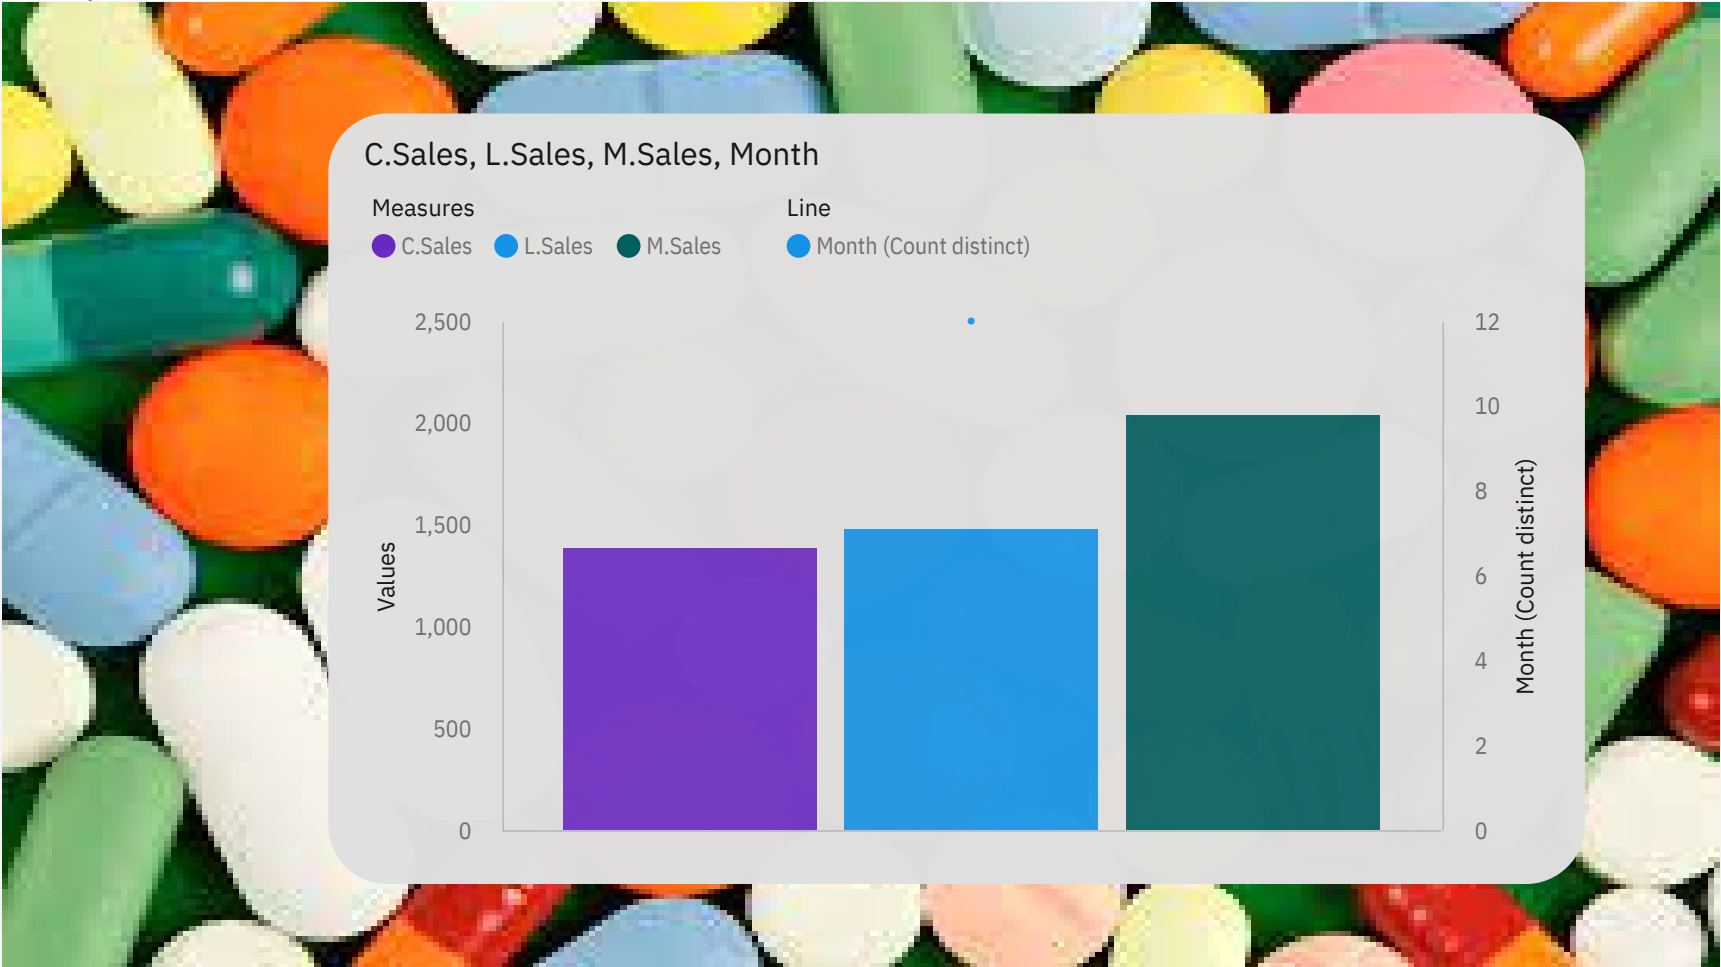 C.Sales, L.Sales, M.Sales, Month
Measures
Line
C.Sales
L.Sales
M.Sales
Month (Count distinct)
2,500
2,000
1,500
1,000
500
0
Values
12
10
8
6
4
2
0
Month (Count distinct)